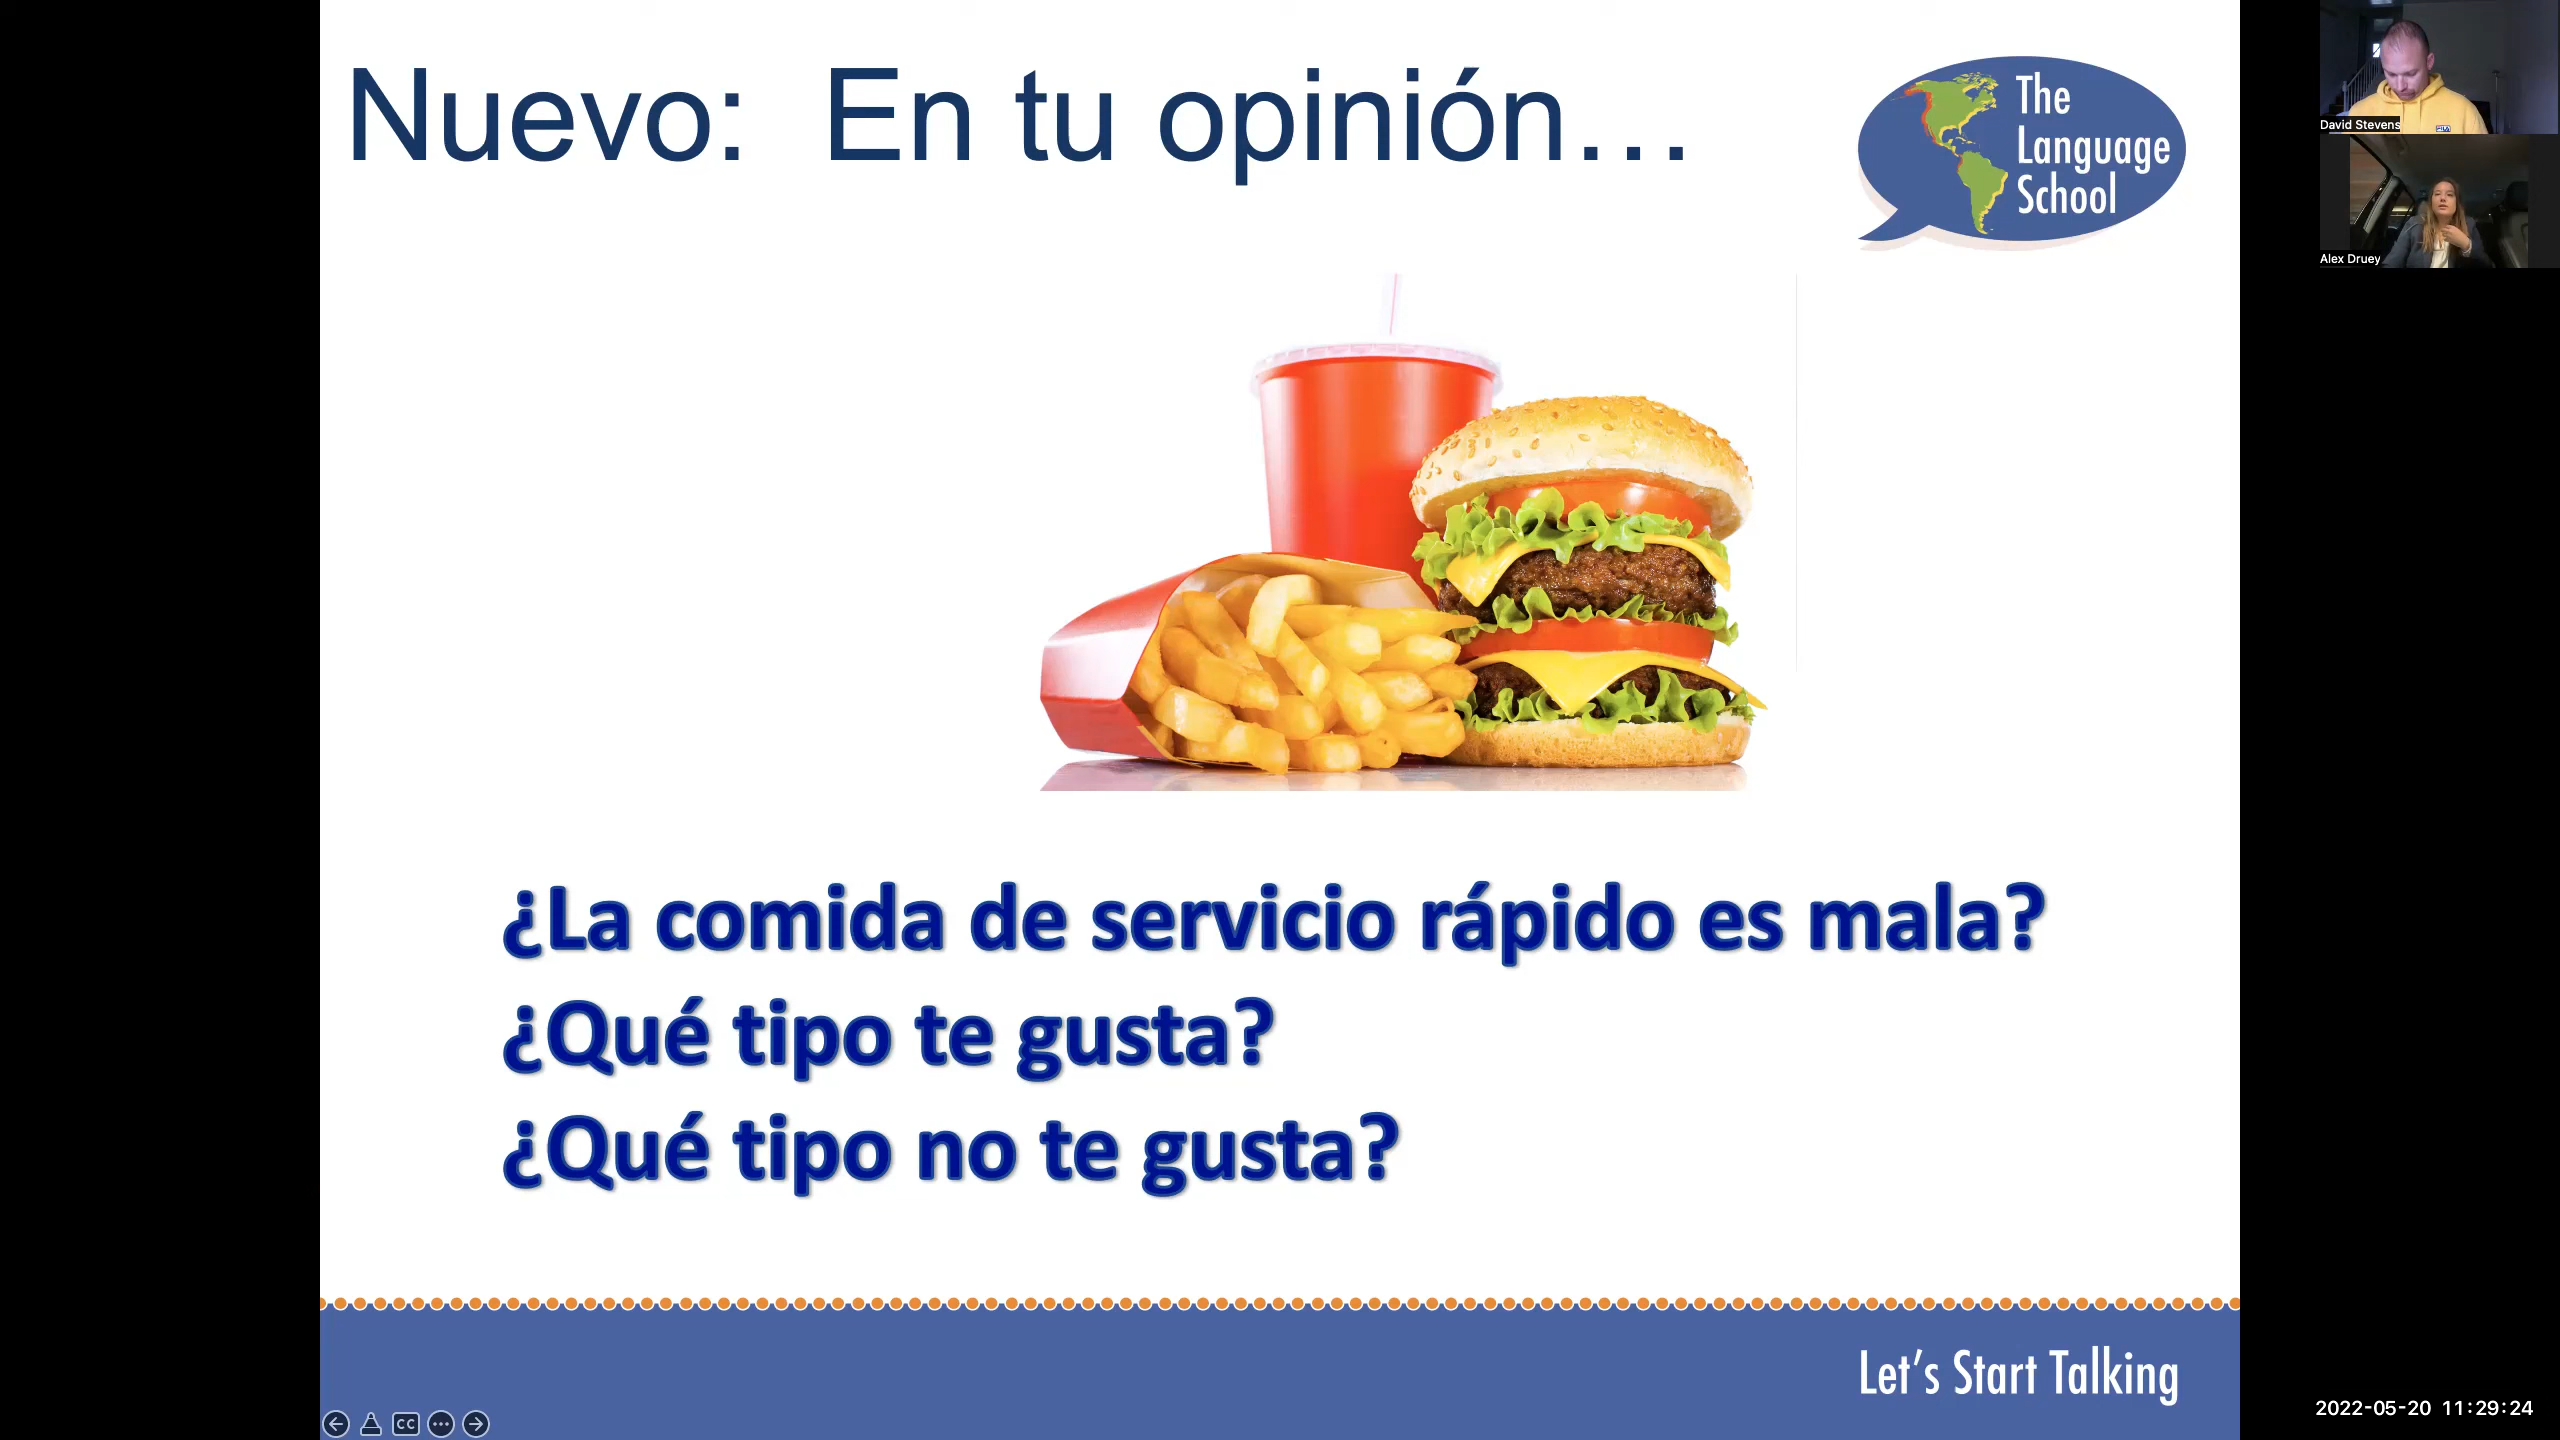 Nuevo:  En tu opinión...
The
Language
School
David Stevens
Alex Druey
¿La comida de servicio rápido es mala?
¿Qué tipo te gusta?
¿Qué tipo no te gusta?
Let's Start Talking
CC
2022-05-20 11:29:24